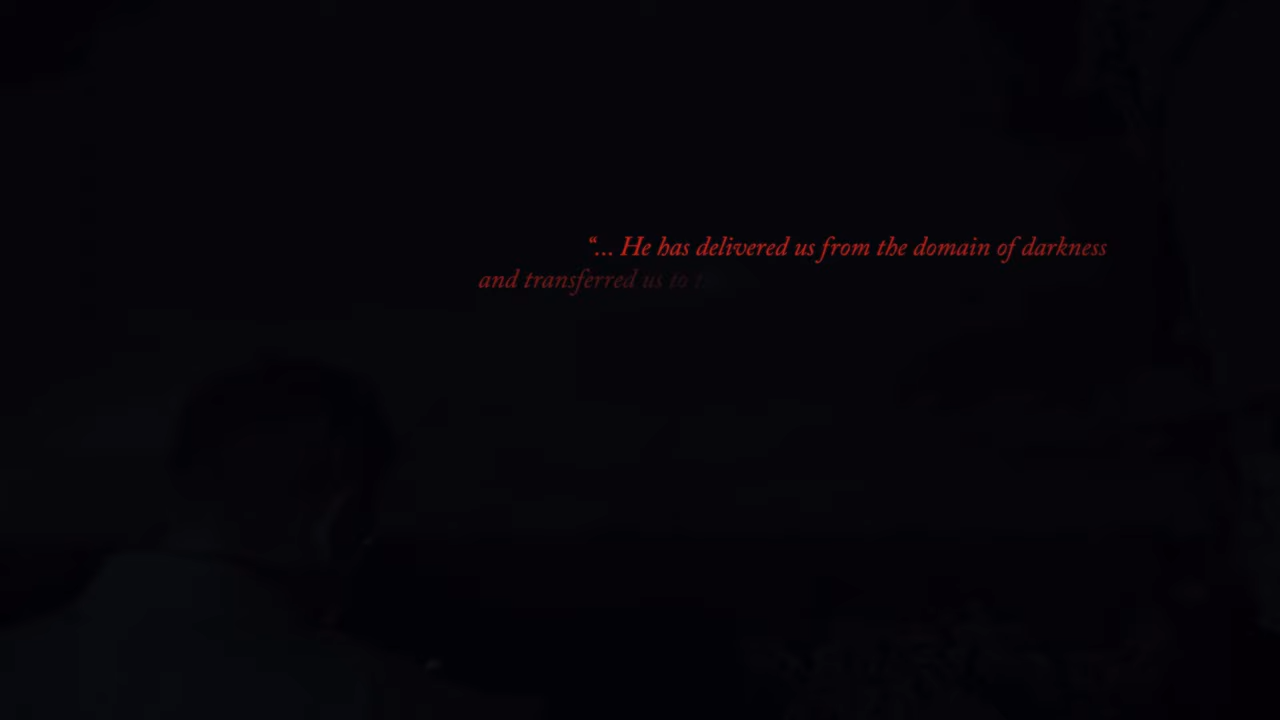 “... He has delivered us from the domain of darkness
and transferred us to